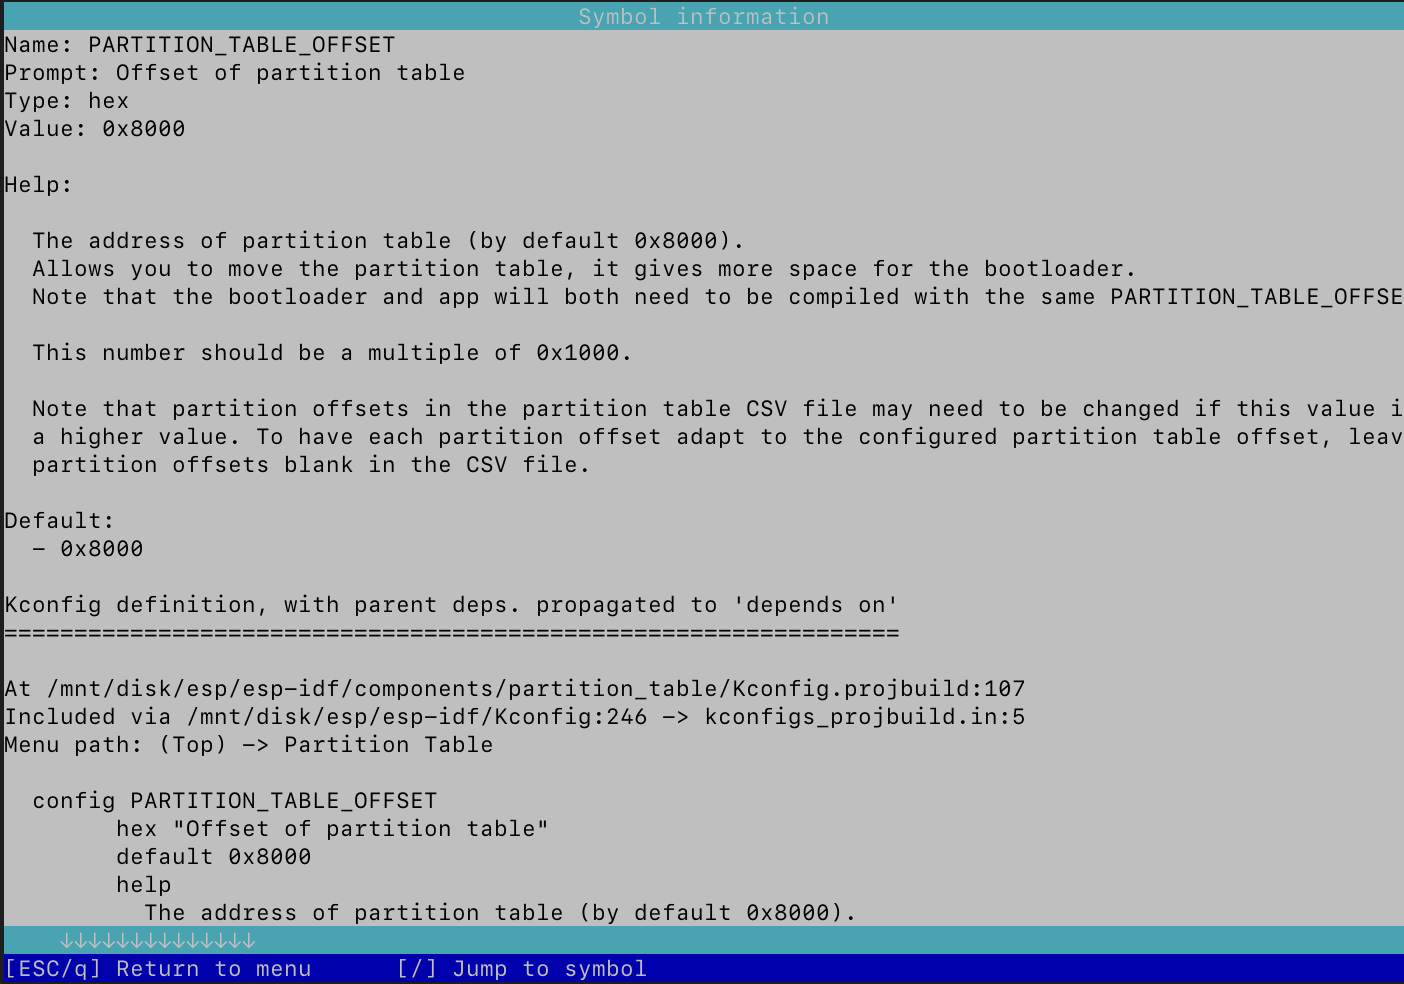 Symbol information
Name: PARTITION_TABLE_OFFSET
Prompt: Offset of partition table
Type: hex
Value: 0x8000
Help:
The address of partition table (by default 0x8000).
Allows you to move the partition table, it gives more space for the bootloader.
Note that the bootloader and app will both need to be compiled with the same PARTITION_TABLE_OFFSE
This number should be a multiple of 0x1000.
Note that partition offsets in the partition table CSV file may need to be changed if this value i
a higher value. To have each partition offset adapt to the configured partition table offset, leav
partition offsets blank in the CSV file.
Default:
- 0x8000
Kconfig definition, with parent deps. propagated to 'depends on'
================================================================
At /mnt/disk/esp/esp-idf/components/partition_table/Kconfig.projbuild:107
Included via /mnt/disk/esp/esp-idf/Kconfig:246 -> kconfigs_projbuild.in:5
Menu path: (Top) -> Partition Table
config PARTITION_TABLE_OFFSET
hex "Offset of partition table"
default 0x8000
help
The address of partition table (by default 0x8000).
↓↓↓↓↓↓↓↓↓↓↓↓↓↓
[ESC/q] Return to menu [/] Jump to symbol